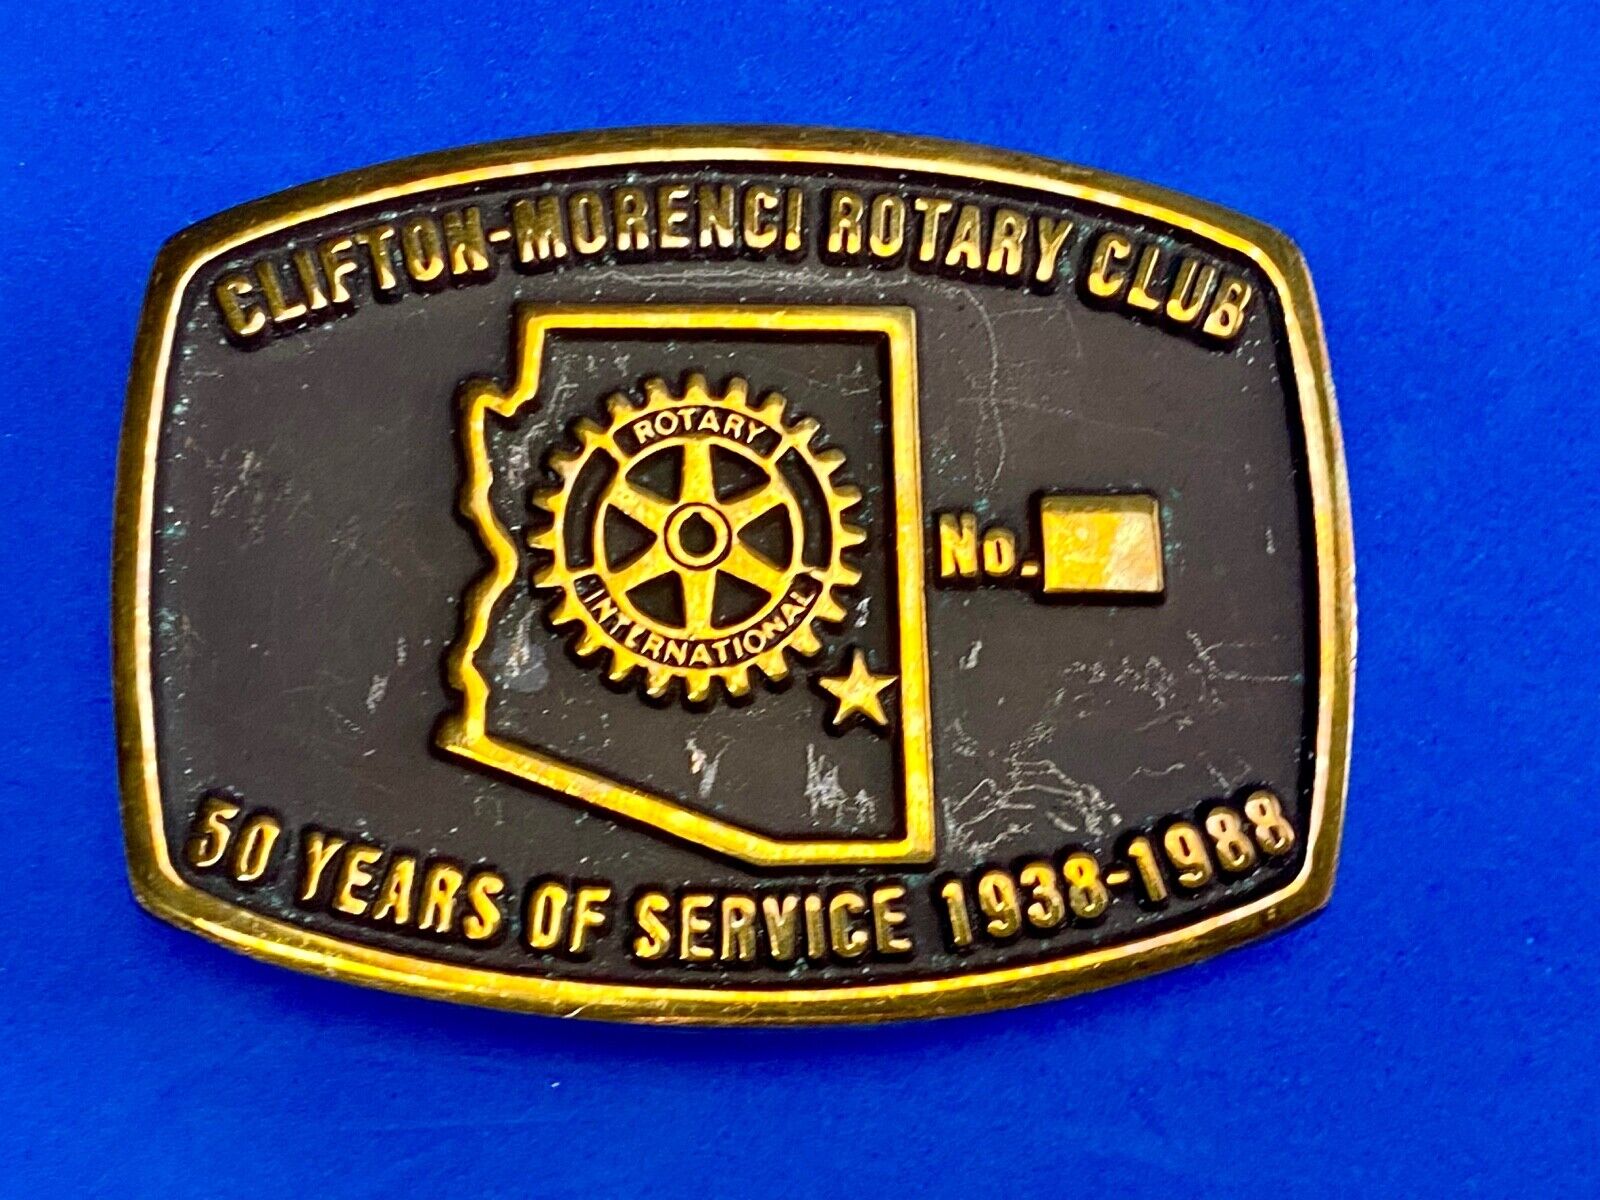 CLIFTON-MORENCI ROTARY CLUB
ROTARY
INTERNATIONAL
No.
50 YEARS OF SERVICE 1938-1988